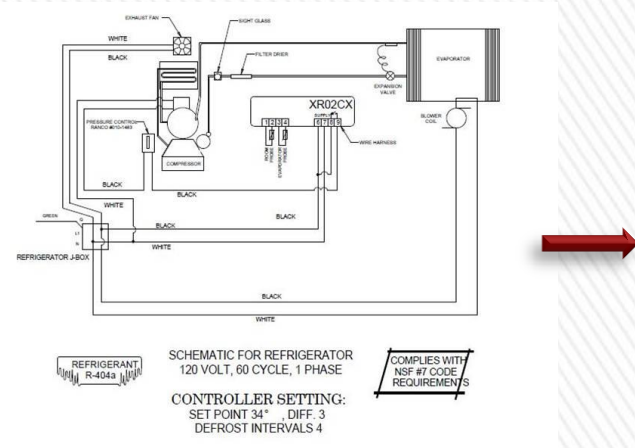 EXHAUST FAN
SIGHT GLASS
WHITE
BLACK
FILTER DRIER
EVAPORATOR
EXPANSION
VALVE
XR02CX
SUPPLY
1 2 3 4 6 7 8 9
BLOWER
COIL
PRESSURE CONTROL
RANCO #010-1483
ROOM
PROBE
EVAPORATOR
PROBE
WIRE HARNESS
COMPRESSOR
BLACK
BLACK
WHITE
BLACK
GREEN
G
BLACK
L1
N
WHITE
REFRIGERATOR J-BOX
BLACK
WHITE
REFRIGERANT
R-404a
SCHEMATIC FOR REFRIGERATOR
120 VOLT, 60 CYCLE, 1 PHASE
COMPLIES WITH
NSF #7 CODE
REQUIREMENTS
CONTROLLER SETTING:
SET POINT 34° , DIFF. 3
DEFROST INTERVALS 4